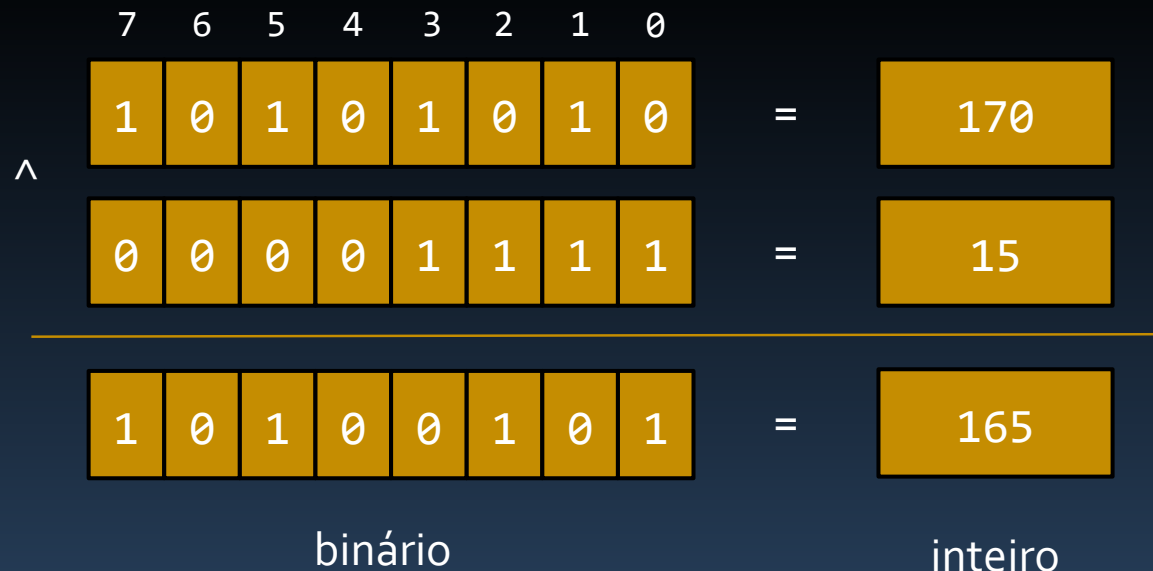 7 6 5 4 3 2 1 0
1 0 1 0 1 0 1 0 = 170
^
0 0 0 0 1 1 1 1 = 15
1 0 1 0 0 1 0 1 = 165
binário inteiro